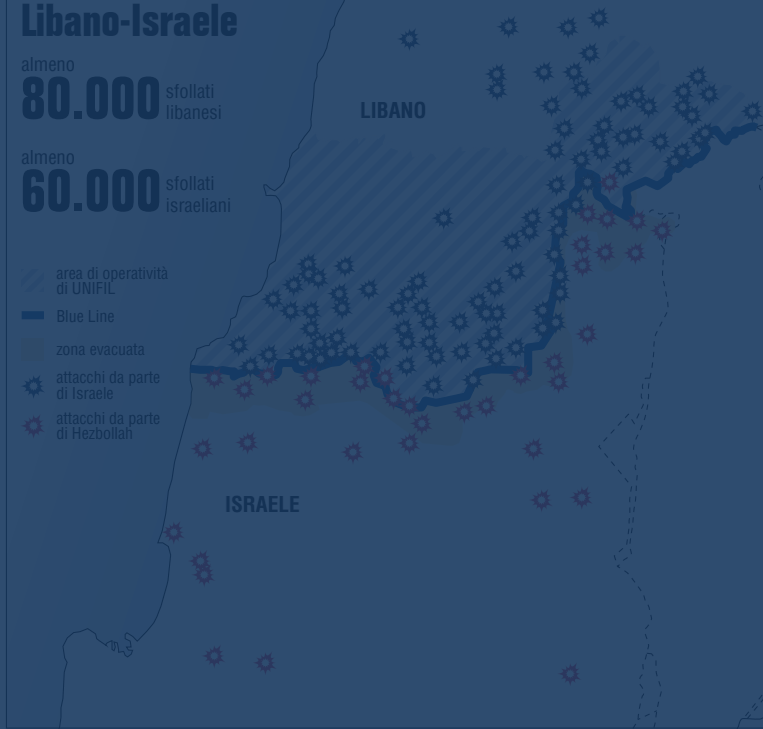 Libano-Israele
almeno
80.000 sfollati
libanesi
almeno
60.000 sfollati
israeliani
area di operatività
di UNIFIL
Blue Line
zona evacuata
attacchi da parte
di Israele
attacchi da parte
di Hezbollah
LIBANO
ISRAELE